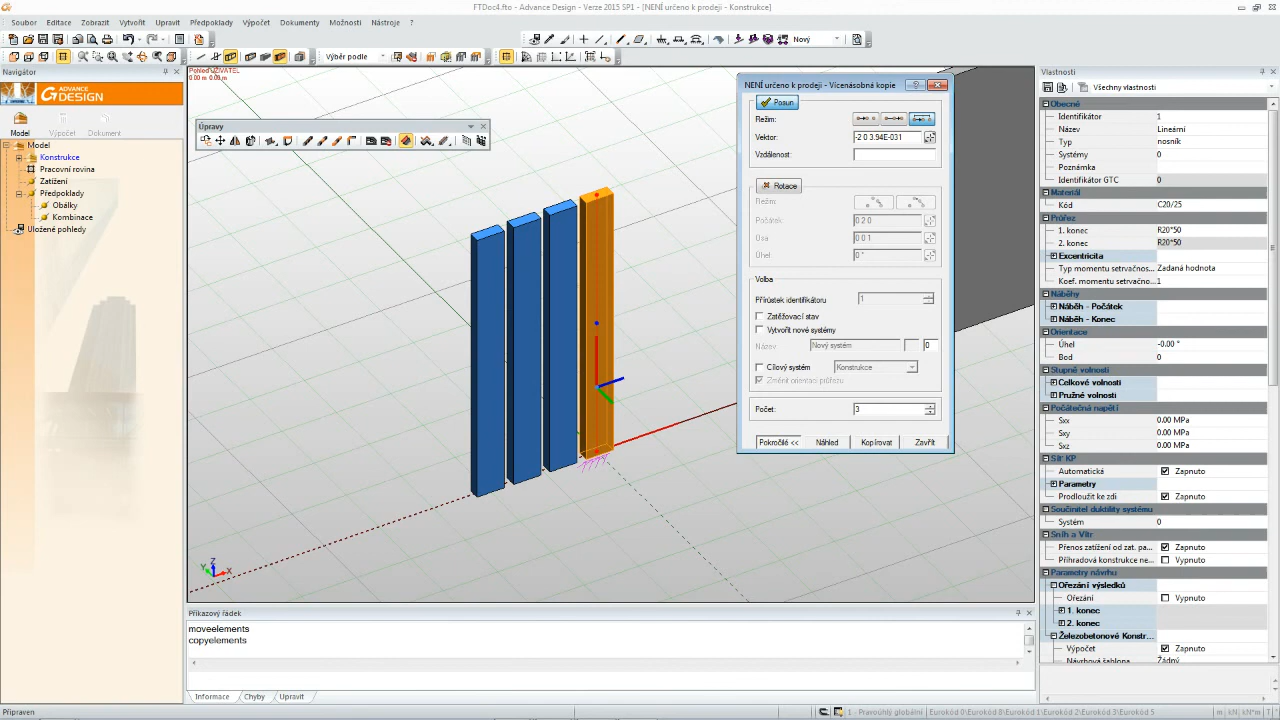 FTDoc4.fto - Advance Design - Verze 2015 SP1 - [NENÍ určeno k prodeji - Konstrukce]
Soubor Editace Zobrazit Vytvořit Upravit Předpoklady Výpočet Dokumenty Možnosti Nástroje ?
Nový
Výběr podle
Navigátor
ADVANCE
DESIGN
Model Výpočet Dokument
Model
Konstrukce
Pracovní rovina
Zatížení
Předpoklady
Obálky
Kombinace
Uložené pohledy
Pohled UŽIVATEL
0.00 m 0.00 m
Úpravy
Z
Y
X
NENÍ určeno k prodeji - Vícenásobná kopie
Posun
Režim:
Vektor: -2 0 3.94E-031
Vzdálenost:
Rotace
Režim:
Počátek: 0 2 0
Osa: 0 0 1
Úhel: 0 °
Volba
Přírůstek identifikátoru 1
Zatěžovací stav
Vytvořit nové systémy
Název: Nový systém 0
Cílový systém Konstrukce
Změnit orientaci průřezu
Počet: 3
Pokročilé << Náhled Kopírovat Zavřít
Vlastnosti
Všechny vlastnosti
Obecné
Identifikátor 1
Název Lineární
Typ nosník
Systémy 0
Poznámka
Identifikátor GTC 0
Materiál
Kód C20/25
Průřez
1. konec R20*50
2. konec R20*50
Excentricita
Typ momentu setrvačnos... Zadaná hodnota
Koef. momentu setrvačno... 1
Náběhy
Náběh - Počátek
Náběh - Konec
Orientace
Úhel -0.00 °
Bod 0
Stupně volnosti
Celkové volnosti
Pružné volnosti
Počátečná napětí
Sxx 0.00 MPa
Sxy 0.00 MPa
Sxz 0.00 MPa
Síť KP
Automatická Zapnuto
Parametry
Prodloužit ke zdi Zapnuto
Součinitel duktility systému
Systém 0
Sníh a Vítr
Přenos zatížení od zat. pa... Zapnuto
Příhradová konstrukce ne... Vypnuto
Parametry návrhu
Ořezání výsledků
Ořezání Vypnuto
1. konec
2. konec
Železobetonové Konstr...
Výpočet Zapnuto
Návrhová šablona Žádný
Příkazový řádek
moveelements
copyelements
Informace Chyby Upravit
Připraven
1 - Pravoúhlý globální Eurokód 0\Eurokód 8\Eurokód 1\Eurokód 2\Eurokód 3\Eurokód 5 m kN kN*m ° T